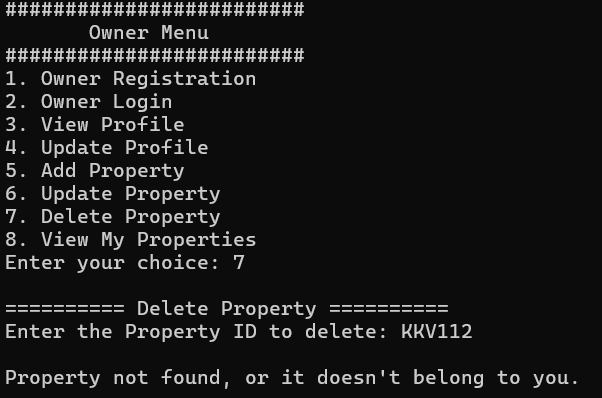 #########################
Owner Menu
#########################
1. Owner Registration
2. Owner Login
3. View Profile
4. Update Profile
5. Add Property
6. Update Property
7. Delete Property
8. View My Properties
Enter your choice: 7
========== Delete Property ==========
Enter the Property ID to delete: KKV112
Property not found, or it doesn't belong to you.